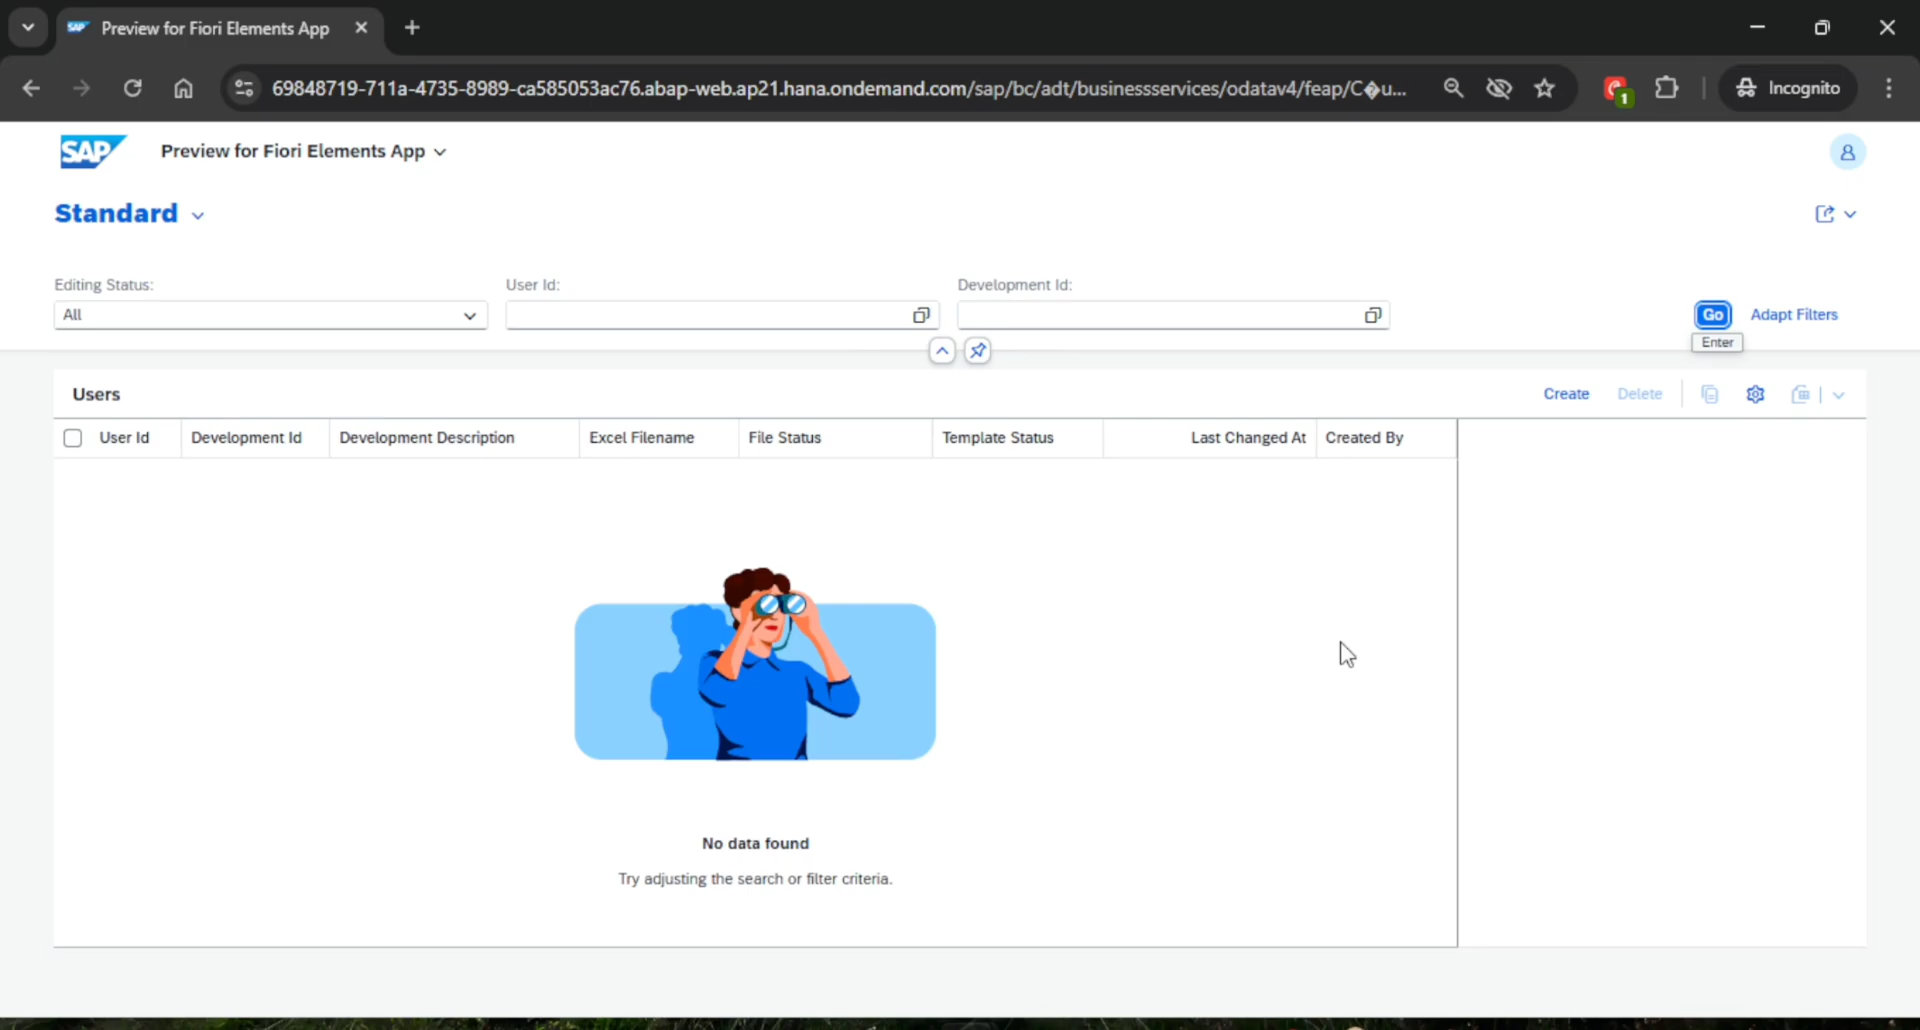 Preview for Fiori Elements App
69848719-711a-4735-8989-ca585053ac76.abap-web.ap21.hana.ondemand.com/sap/bc/adt/businessservices/odatav4/feap/C�u...
1
Incognito
SAP Preview for Fiori Elements App
Standard
Editing Status: User Id: Development Id:
All Go Adapt Filters
Enter
Users Create Delete
User Id Development Id Development Description Excel Filename File Status Template Status Last Changed At Created By
No data found
Try adjusting the search or filter criteria.